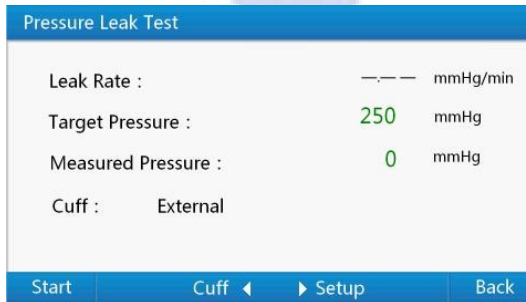 Pressure Leak Test
Leak Rate : —.— — mmHg/min
Target Pressure : 250 mmHg
Measured Pressure : 0 mmHg
Cuff : External
Start Cuff ◀ ▶ Setup Back